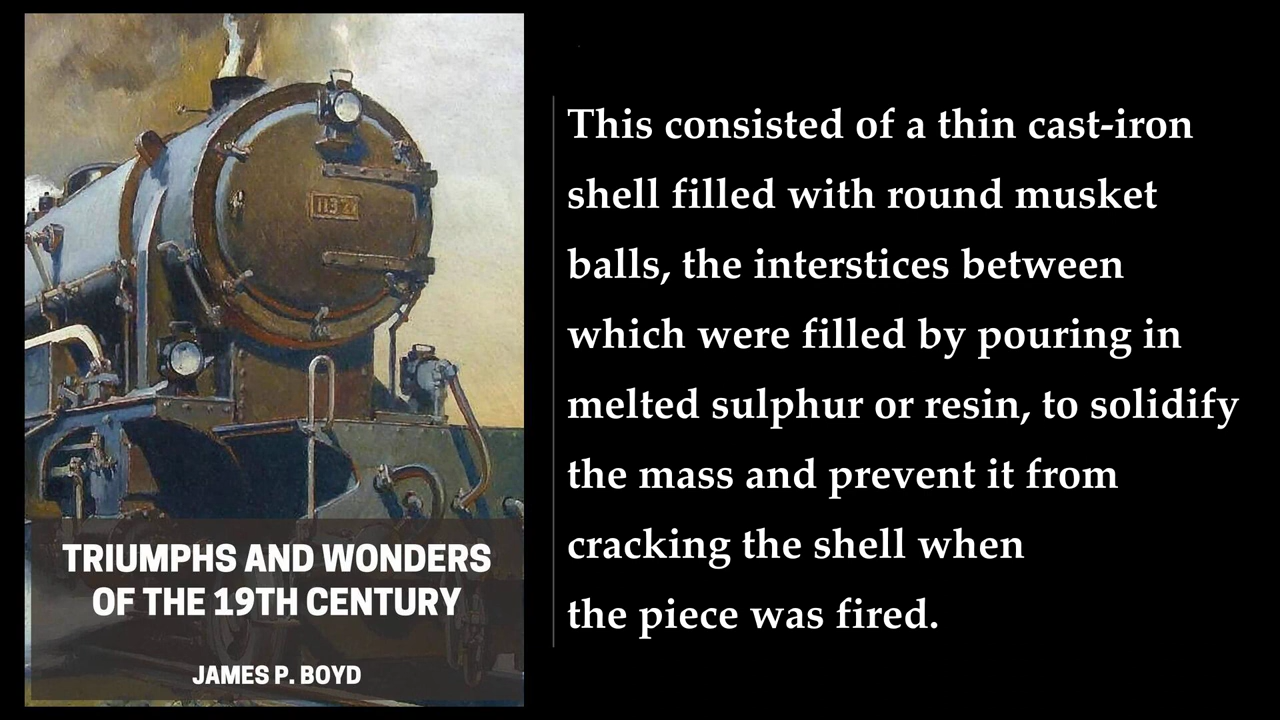 TRIUMPHS AND WONDERS
OF THE 19TH CENTURY
JAMES P. BOYD
This consisted of a thin cast-iron
shell filled with round musket
balls, the interstices between
which were filled by pouring in
melted sulphur or resin, to solidify
the mass and prevent it from
cracking the shell when
the piece was fired.